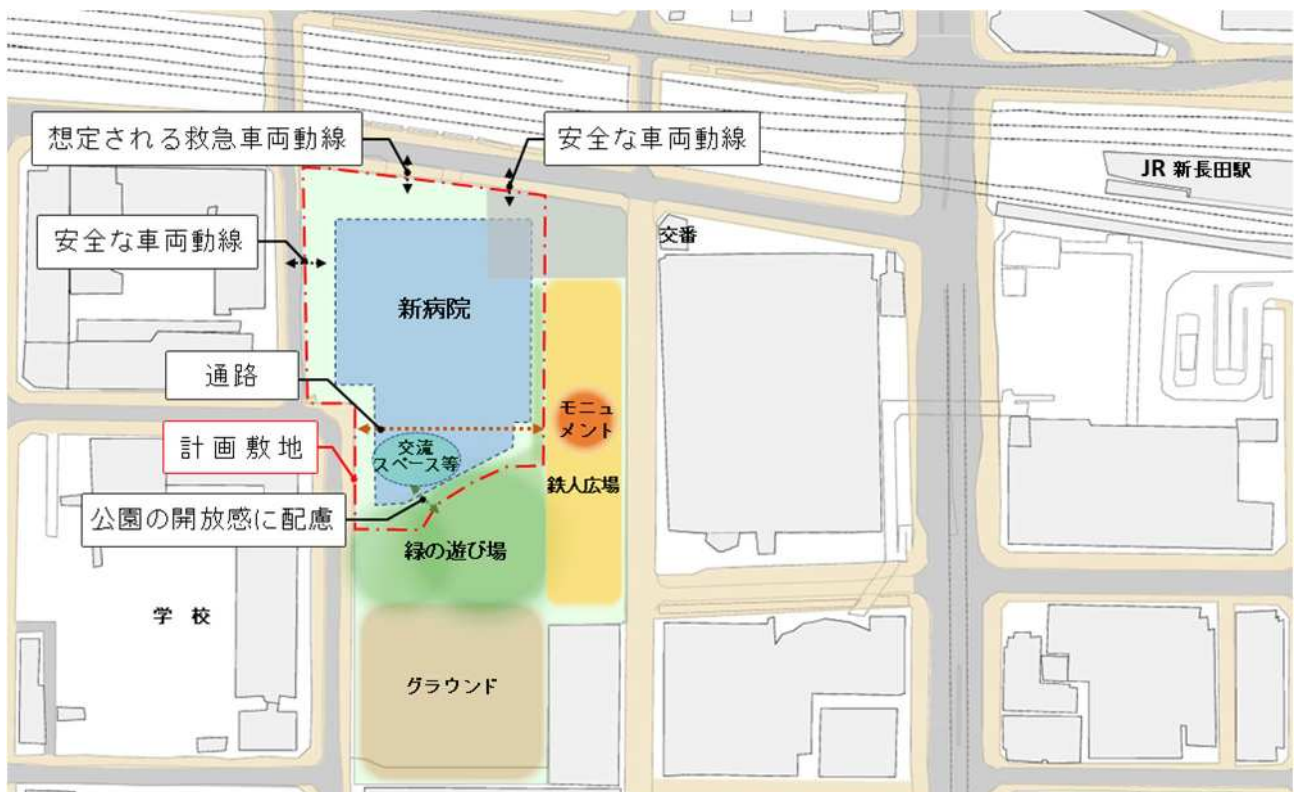 想定される救急車両動線
安全な車両動線
JR 新長田駅
安全な車両動線
交番
新病院
通路
モニュ
メント
計画敷地
交流
スペース等
鉄人広場
公園の開放感に配慮
緑の遊び場
学 校
グラウンド